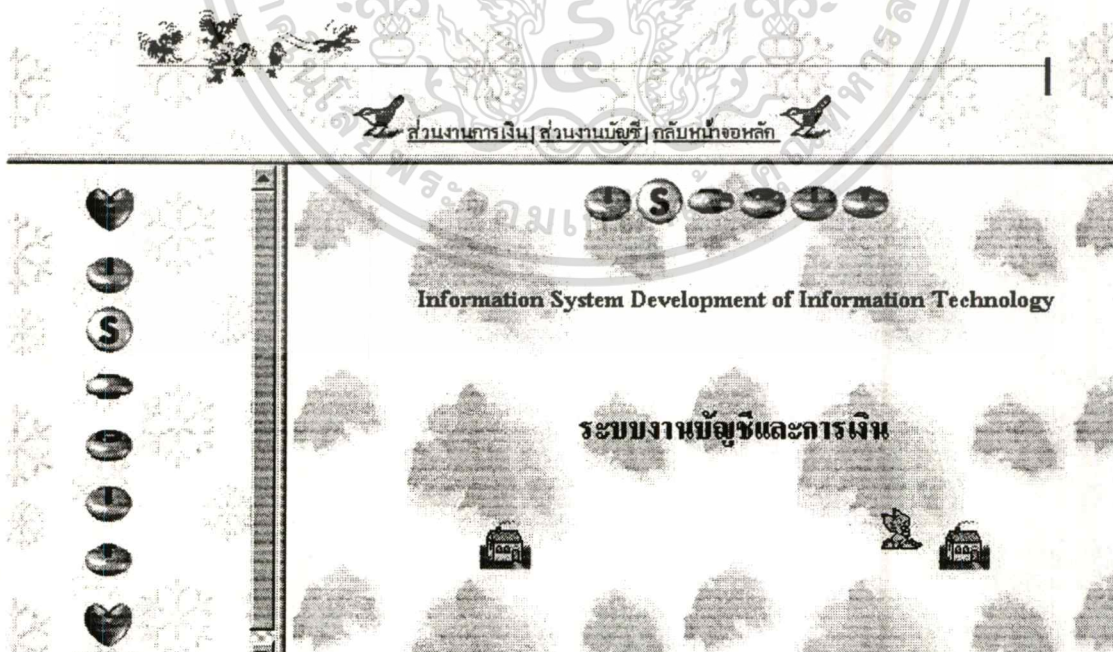 ส่วนงานการเงิน| ส่วนงานบัญชี | กลับหน้าจอหลัก
S
S
Information System Development of Information Technology
ระบบงานบัญชีและการเงิน